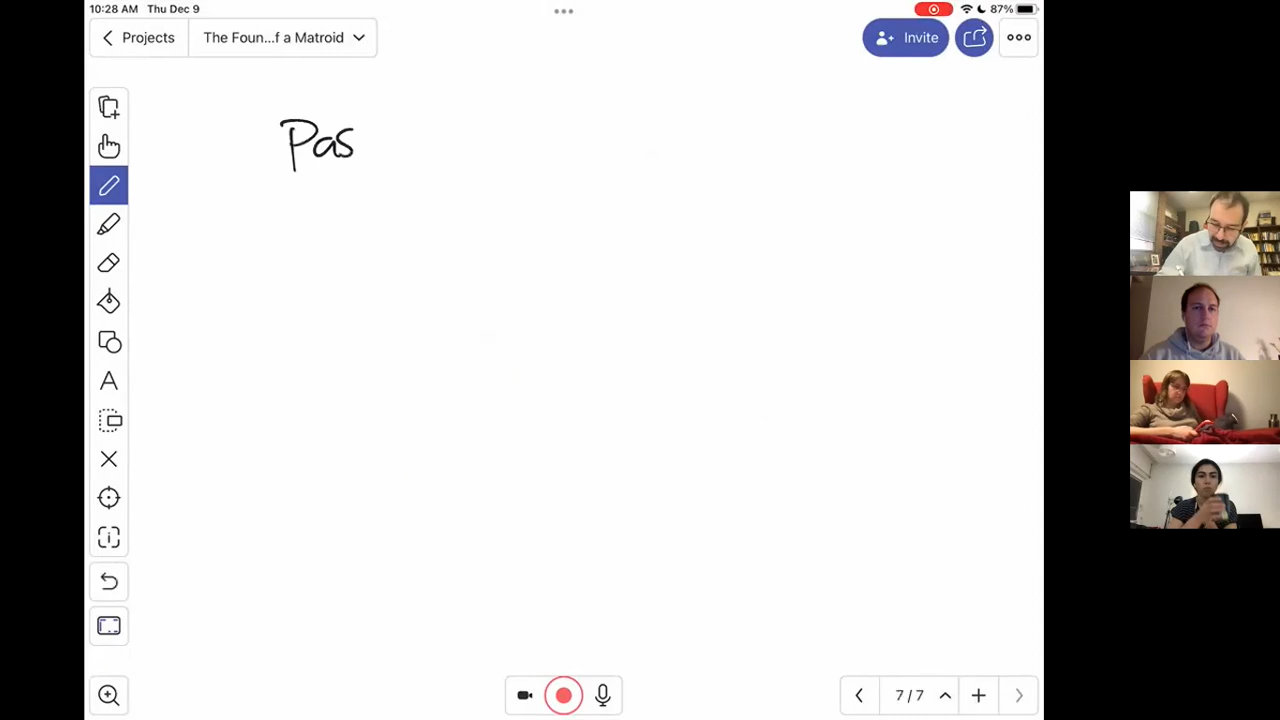 10:28 AM Thu Dec 9
87%
Projects
The Foun...f a Matroid
Invite
Pas
A
7/7